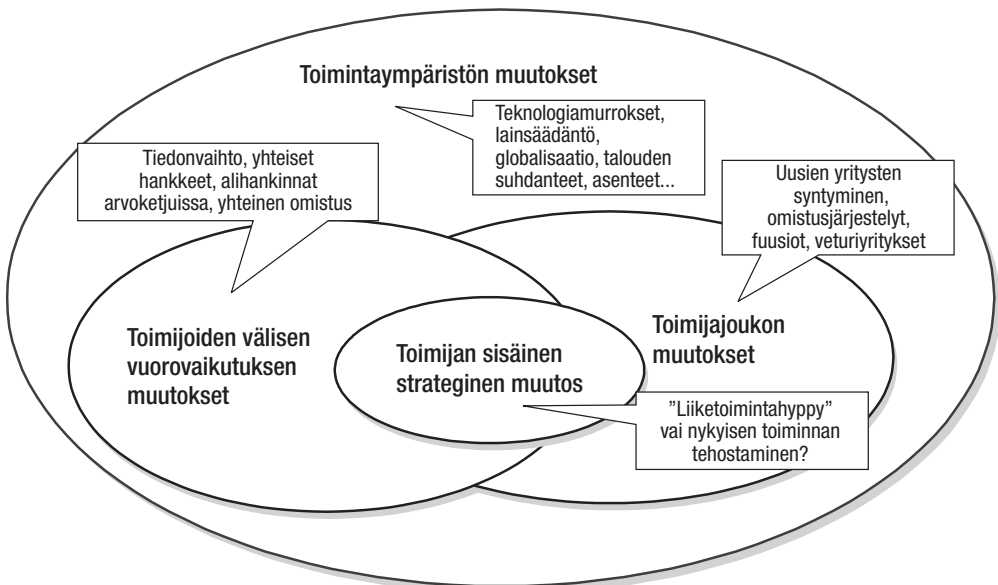 Toimintaympäristön muutokset
Teknologiamurrokset,
lainsäädäntö,
globalisaatio, talouden
suhdanteet, asenteet...
Tiedonvaihto, yhteiset
hankkeet, alihankinnat
arvoketjuissa, yhteinen omistus
Uusien yritysten
syntyminen,
omistusjärjestelyt,
fuusiot, veturiyritykset
Toimijoiden välisen
vuorovaikutuksen
muutokset
Toimijan sisäinen
strateginen muutos
Toimijajoukon
muutokset
”Liiketoimintahyppy”
vai nykyisen toiminnan
tehostaminen?